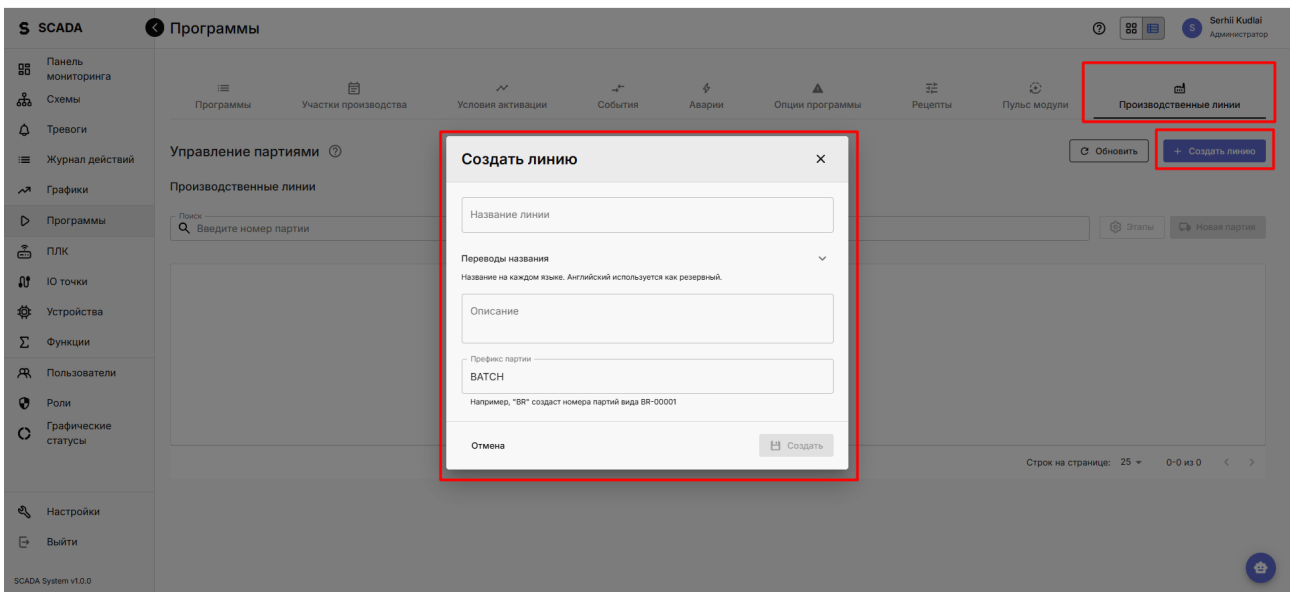 SCADA
Программы
Serhii Kudlai
Администратор
S
Панель
мониторинга
Схемы
Тревоги
Журнал действий
Графики
Программы
ПЛК
IO точки
Устройства
Функции
Пользователи
Роли
Графические
статусы
Настройки
Выйти
SCADA System v1.0.0
Программы
Участки производства
Условия активации
События
Аварии
Опции программы
Рецепты
Пульс модули
Производственные линии
Управление партиями
Обновить
+ Создать линию
Производственные линии
Поиск
Введите номер партии
Этапы
Новая партия
Создать линию
Название линии
Переводы названия
Название на каждом языке. Английский используется как резервный.
Описание
Префикс партии
BATCH
Например, "BR" создаст номера партий вида BR-00001
Отмена
Создать
Строк на странице: 25
0-0 из 0